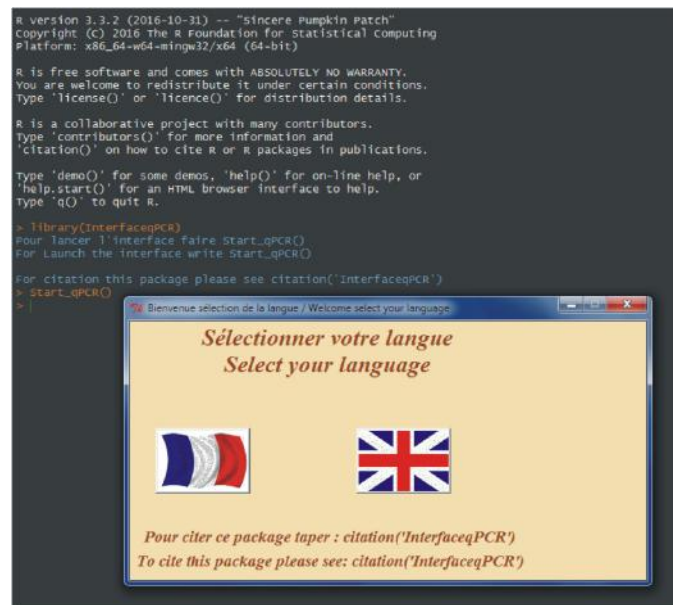 R version 3.3.2 (2016-10-31) -- "Sincere Pumpkin Patch"
Copyright (C) 2016 The R Foundation for Statistical Computing
Platform: x86_64-w64-mingw32/x64 (64-bit)
R is free software and comes with ABSOLUTELY NO WARRANTY.
You are welcome to redistribute it under certain conditions.
Type 'license()' or 'licence()' for distribution details.
R is a collaborative project with many contributors.
Type 'contributors()' for more information and
'citation()' on how to cite R or R packages in publications.
Type 'demo()' for some demos, 'help()' for on-line help, or
'help.start()' for an HTML browser interface to help.
Type 'q()' to quit R.
> library(InterfaceqPCR)
Pour lancer l'interface faire Start_qPCR()
For Launch the interface write Start_qPCR()
For citation this package please see citation('InterfaceqPCR')
> Start_qPCR()
>
Bienvenue sélection de la langue / Welcome select your language
Sélectionner votre langue
Select your language
Pour citer ce package taper : citation('InterfaceqPCR')
To cite this package please see: citation('InterfaceqPCR')